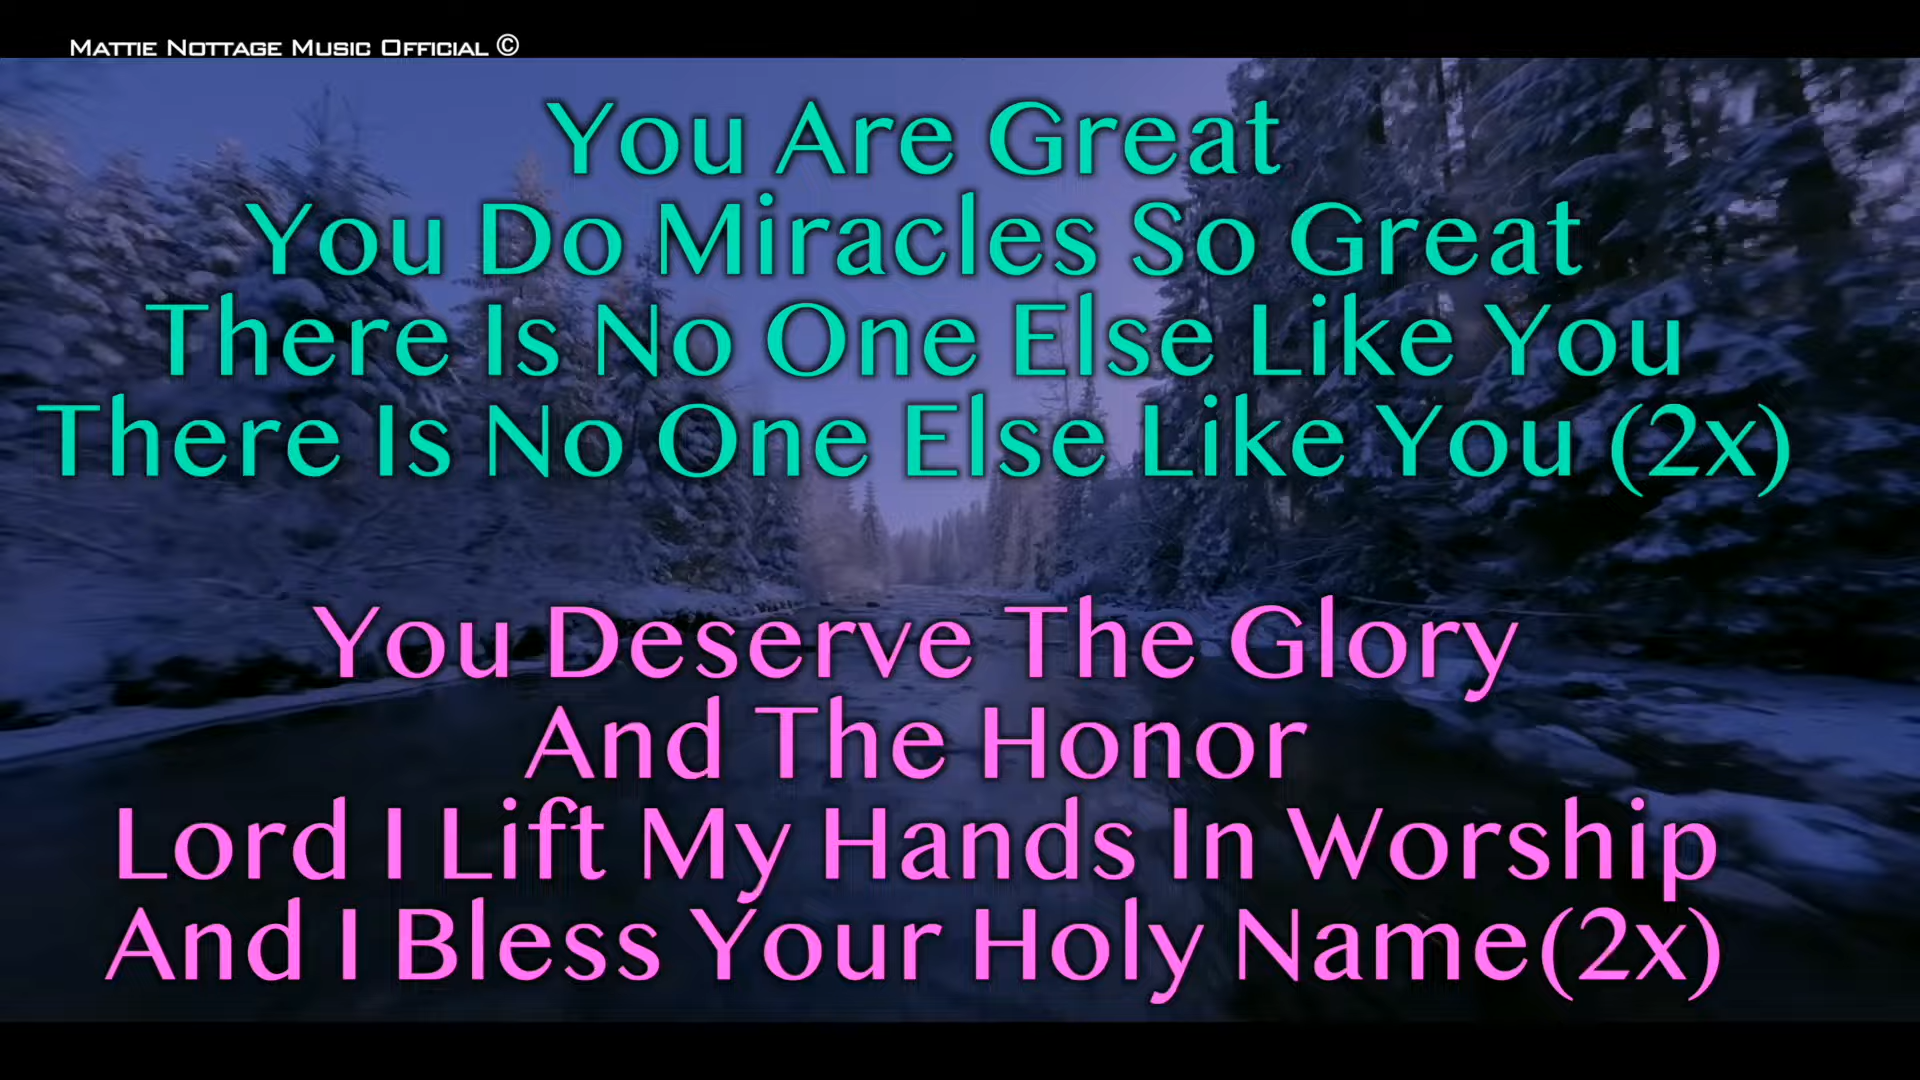 Mattie Nottage Music Official ©
You Are Great
You Do Miracles So Great
There Is No One Else Like You
There Is No One Else Like You (2x)
You Deserve The Glory
And The Honor
Lord I Lift My Hands In Worship
And I Bless Your Holy Name(2x)